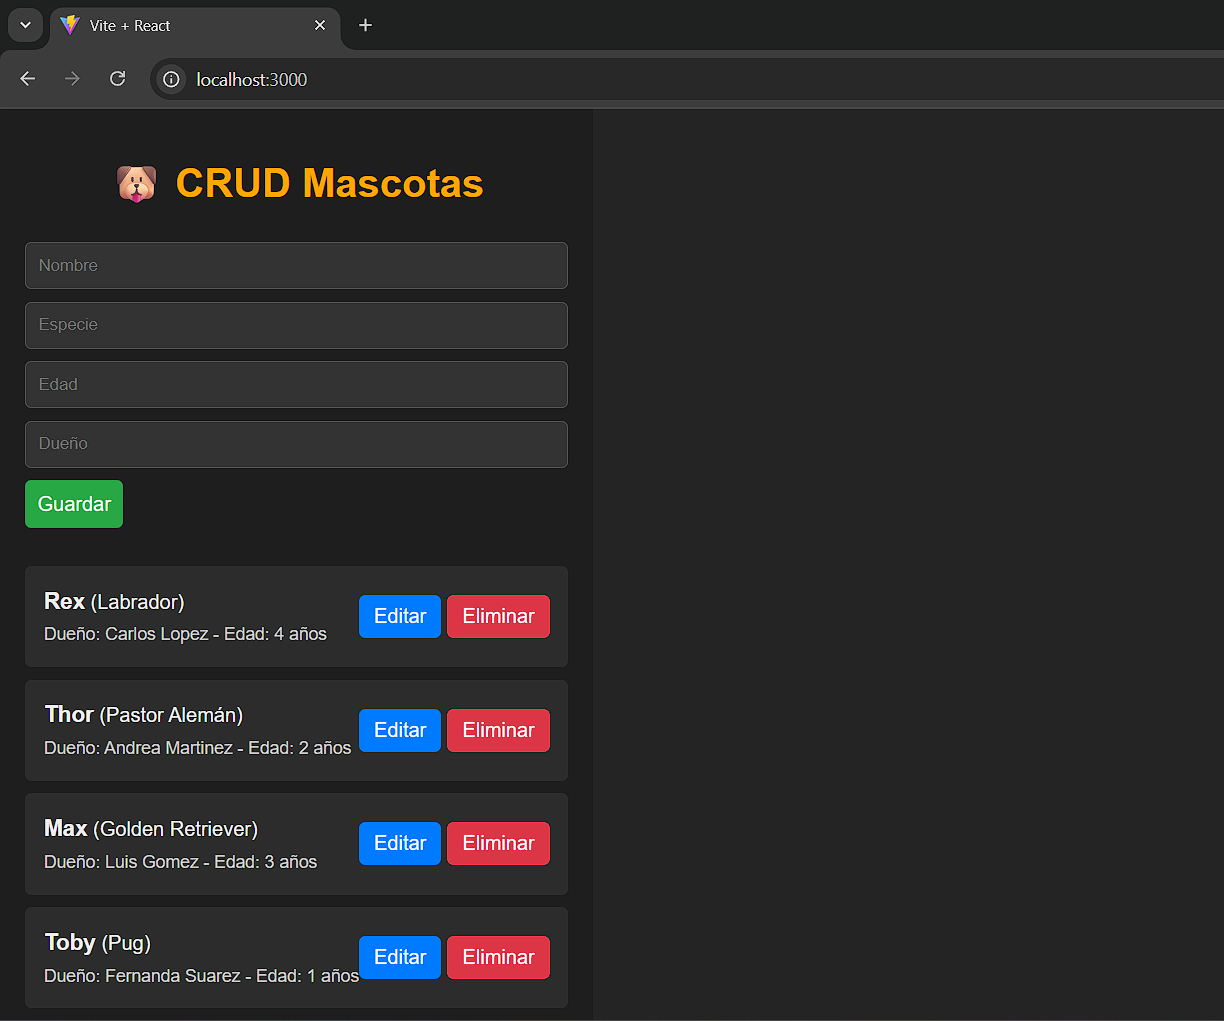 Vite + React
localhost:3000
CRUD Mascotas
Nombre
Especie
Edad
Dueño
Guardar
Rex (Labrador)
Dueño: Carlos Lopez - Edad: 4 años
Editar Eliminar
Thor (Pastor Alemán)
Dueño: Andrea Martinez - Edad: 2 años
Editar Eliminar
Max (Golden Retriever)
Dueño: Luis Gomez - Edad: 3 años
Editar Eliminar
Toby (Pug)
Dueño: Fernanda Suarez - Edad: 1 años
Editar Eliminar